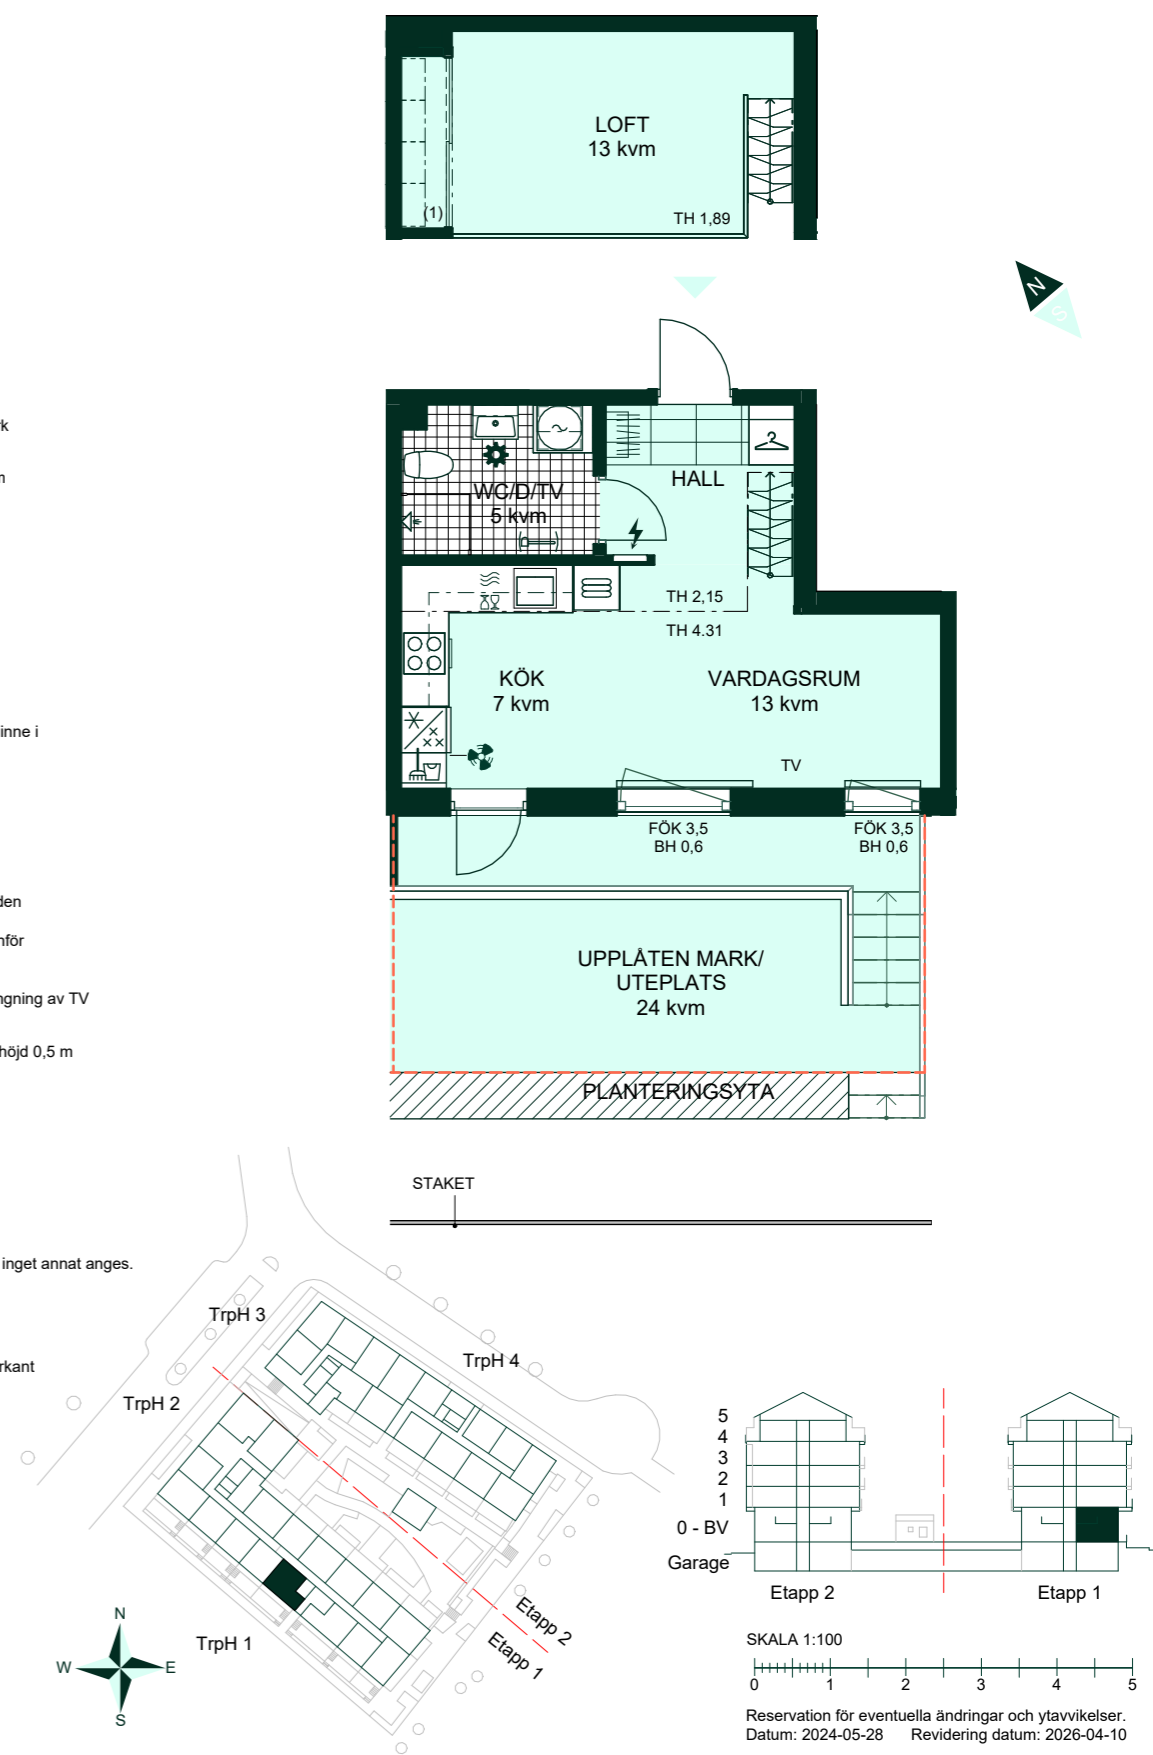 LOFT
13 kvm
(1)
TH 1,89
N
S
WC/D/TV
5 kvm
HALL
TH 2,15
TH 4.31
KÖK
7 kvm
VARDAGSRUM
13 kvm
TV
FÖK 3,5
BH 0,6
FÖK 3,5
BH 0,6
UPPLÅTEN MARK/
UTEPLATS
24 kvm
PLANTERINGSYTA
STAKET
inne i
den
ngning av TV
höjd 0,5 m
inget annat anges.
rkant
TrpH 3
TrpH 4
TrpH 2
TrpH 1
Etapp 2
Etapp 1
N
W
E
S
5
4
3
2
1
0 - BV
Garage
Etapp 2
Etapp 1
SKALA 1:100
0 1 2 3 4 5
Reservation för eventuella ändringar och ytavvikelser.
Datum: 2024-05-28 Revidering datum: 2026-04-10